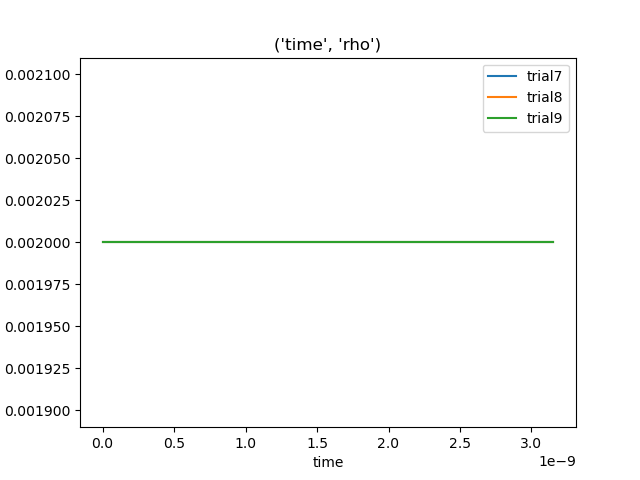 ('time', 'rho')
trial7
trial8
trial9
0.002100
0.002075
0.002050
0.002025
0.002000
0.001975
0.001950
0.001925
0.001900
0.0 0.5 1.0 1.5 2.0 2.5 3.0
1e−9
time